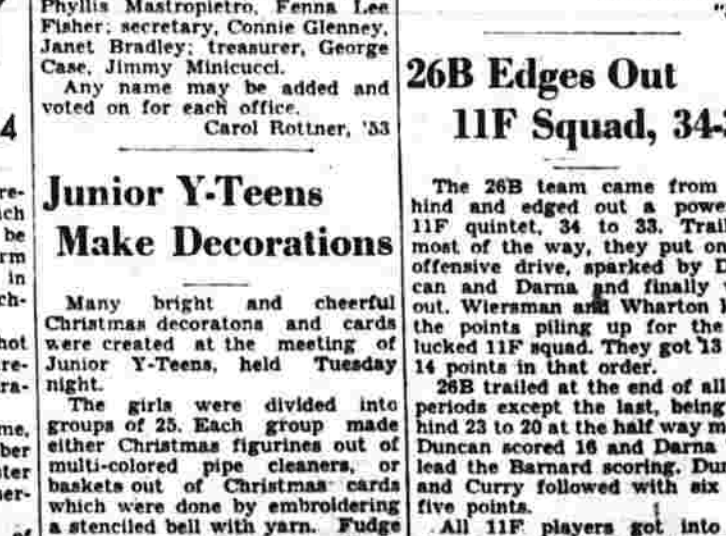 Phyllis Mastropietro, Fenna Lee
Fisher; secretary, Connie Glenney,
Janet Bradley; treasurer, George
Case, Jimmy Minicucci.
Any name may be added and
voted on for each office.
Carol Rottner, '53
Junior Y-Teens
Make Decorations
Many bright and cheerful
Christmas decoratons and cards
were created at the meeting of
Junior Y-Teens, held Tuesday
night.
The girls were divided into
groups of 25. Each group made
either Christmas figurines out of
multi-colored pipe cleaners, or
baskets out of Christmas cards
which were done by embroidering
a stenciled bell with yarn. Fudge
26B Edges Out
11F Squad, 34-
The 26B team came from
hind and edged out a powe
11F quintet, 34 to 33. Trail
most of the way, they put on
offensive drive, sparked by D
can and Darna and finally
out. Wiersman and Wharton
the points piling up for the
lucked 11F squad. They got 13
14 points in that order.
26B trailed at the end of all
periods except the last, being
hind 23 to 20 at the half way m
Duncan scored 16 and Darna
lead the Barnard scoring. Dun
and Curry followed with six
five points.
All 11F players got into